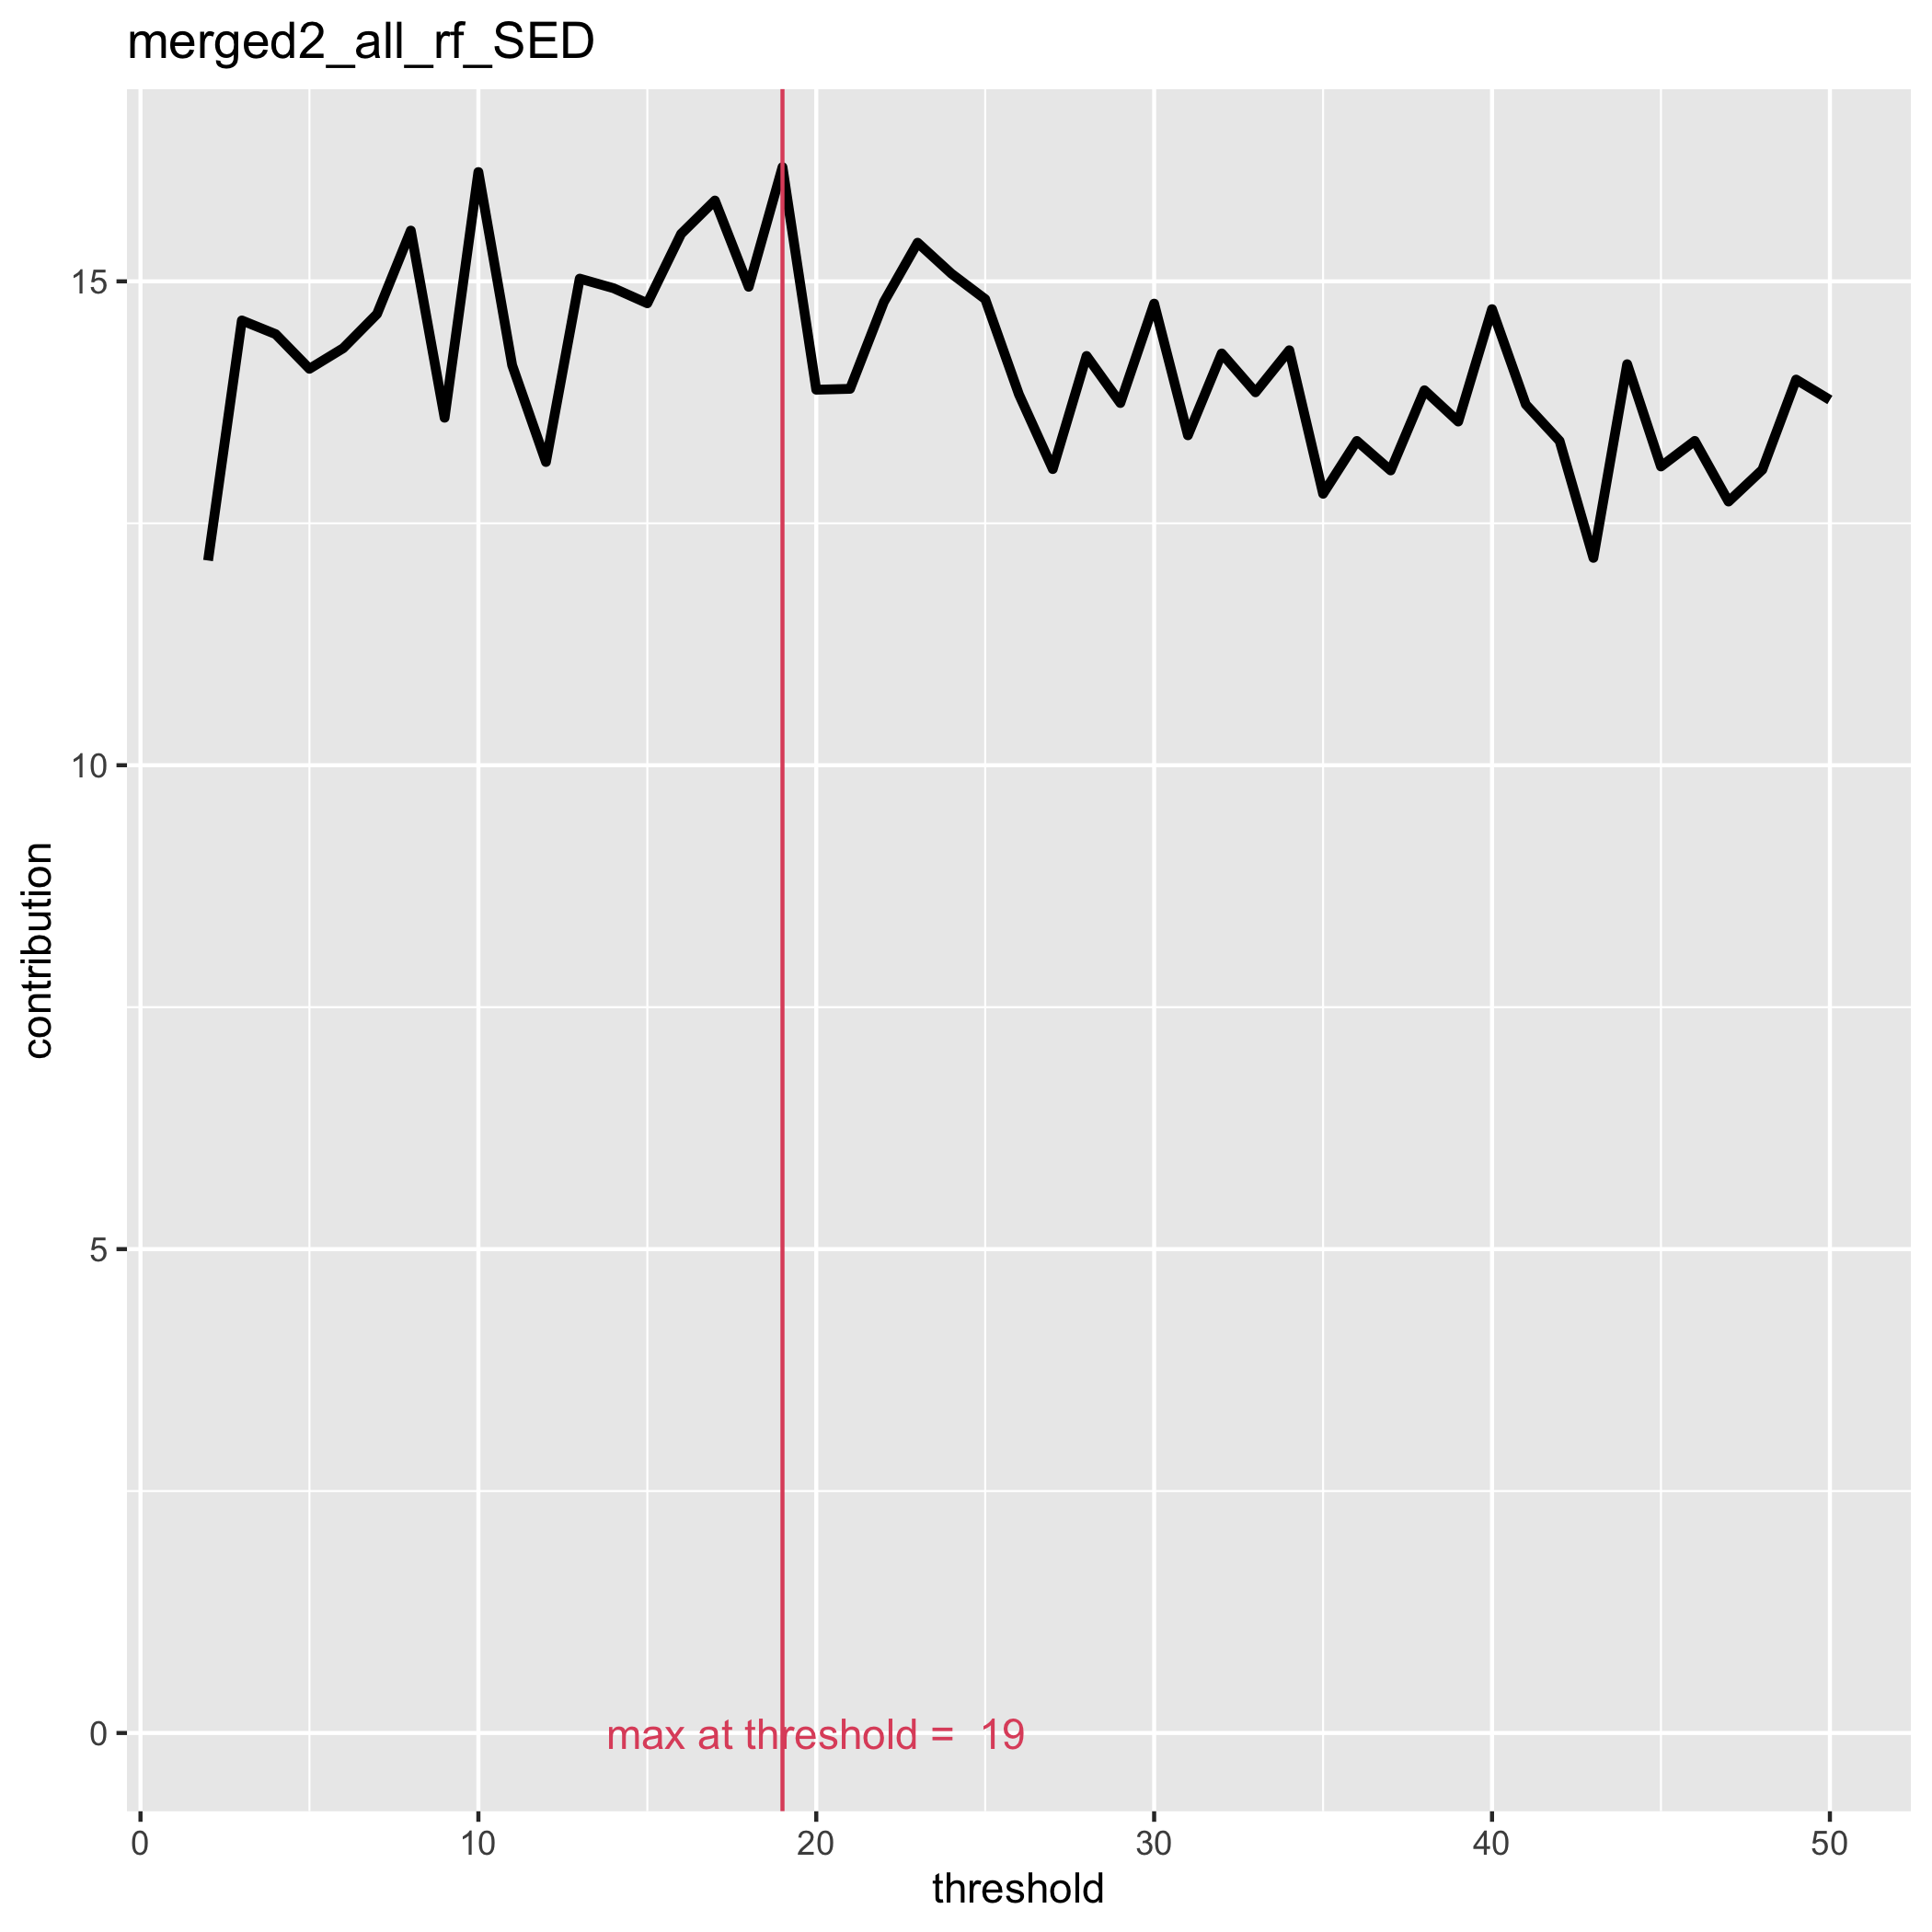 merged2_all_rf_SED
contribution
15
10
5
0
max at threshold =  19
0 10 20 30 40 50
threshold